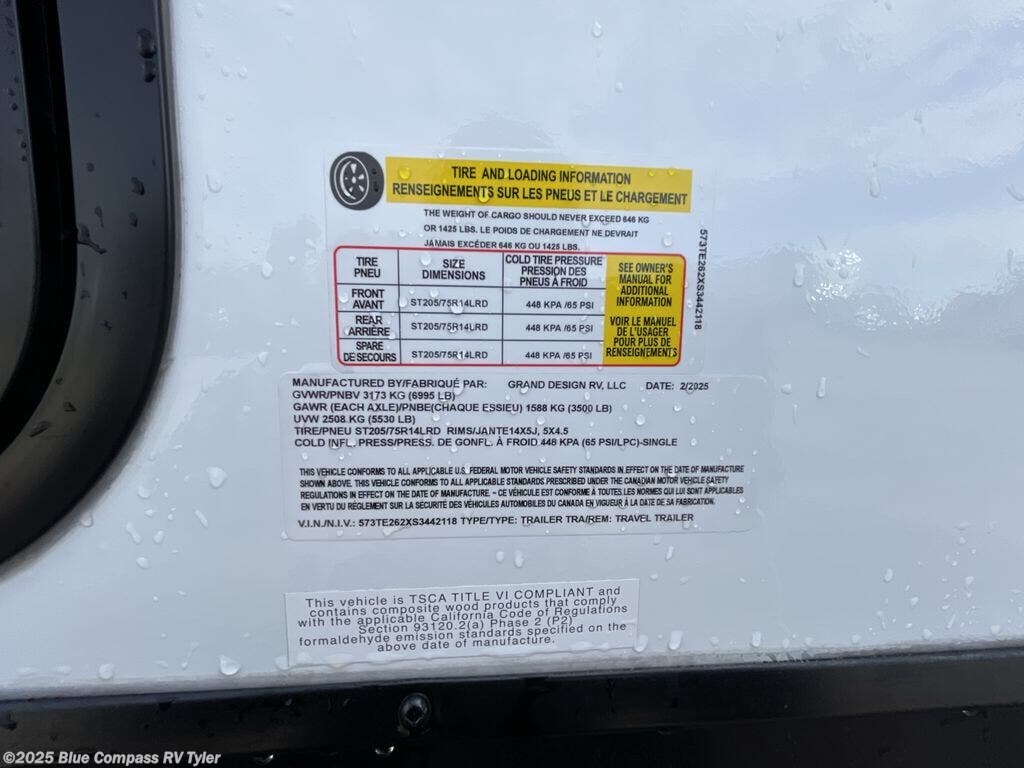 TIRE AND LOADING INFORMATION
RENSEIGNEMENTS SUR LES PNEUS ET LE CHARGEMENT
THE WEIGHT OF CARGO SHOULD NEVER EXCEED 646 KG
OR 1425 LBS. LE POIDS DE CHARGEMENT NE DEVRAIT
JAMAIS EXCÉDER 646 KG OU 1425 LBS.
TIRE
PNEU
SIZE
DIMENSIONS
COLD TIRE PRESSURE
PRESSION DES
PNEUS À FROID
FRONT
AVANT
ST205/75R14LRD
448 KPA /65 PSI
REAR
ARRIÈRE
ST205/75R14LRD
448 KPA /65 PSI
SPARE
DE SECOURS
ST205/75R14LRD
448 KPA /65 PSI
SEE OWNER'S
MANUAL FOR
ADDITIONAL
INFORMATION
VOIR LE MANUEL
DE L'USAGER
POUR PLUS DE
RENSEIGNEMENTS
573TE262XS3442118
MANUFACTURED BY/FABRIQUÉ PAR: GRAND DESIGN RV, LLC DATE: 2/2025
GVWR/PNBV 3173 KG (6995 LB)
GAWR (EACH AXLE)/PNBE(CHAQUE ESSIEU) 1588 KG (3500 LB)
UVW 2508 KG (5530 LB)
TIRE/PNEU ST205/75R14LRD RIMS/JANTE14X5J, 5X4.5
COLD INFL. PRESS/PRESS. DE GONFL. À FROID 448 KPA (65 PSI/LPC)-SINGLE
THIS VEHICLE CONFORMS TO ALL APPLICABLE U.S. FEDERAL MOTOR VEHICLE SAFETY STANDARDS IN EFFECT ON THE DATE OF MANUFACTURE
SHOWN ABOVE. THIS VEHICLE CONFORMS TO ALL APPLICABLE STANDARDS PRESCRIBED UNDER THE CANADIAN MOTOR VEHICLE SAFETY
REGULATIONS IN EFFECT ON THE DATE OF MANUFACTURE. - CE VÉHICULE EST CONFORME À TOUTES LES NORMES QUI LUI SONT APPLICABLES
EN VERTU DU RÈGLEMENT SUR LA SÉCURITÉ DES VÉHICULES AUTOMOBILES DU CANADA EN VIGUEUR À LA DATE DE SA FABRICATION.
V.I.N./N.I.V.: 573TE262XS3442118 TYPE/TYPE: TRAILER TRA/REM: TRAVEL TRAILER
This vehicle is TSCA TITLE VI COMPLIANT and
contains composite wood products that comply
with the applicable California Code of Regulations
Section 93120.2(a) Phase 2 (P2)
formaldehyde emission standards specified on the
above date of manufacture.
©2025 Blue Compass RV Tyler